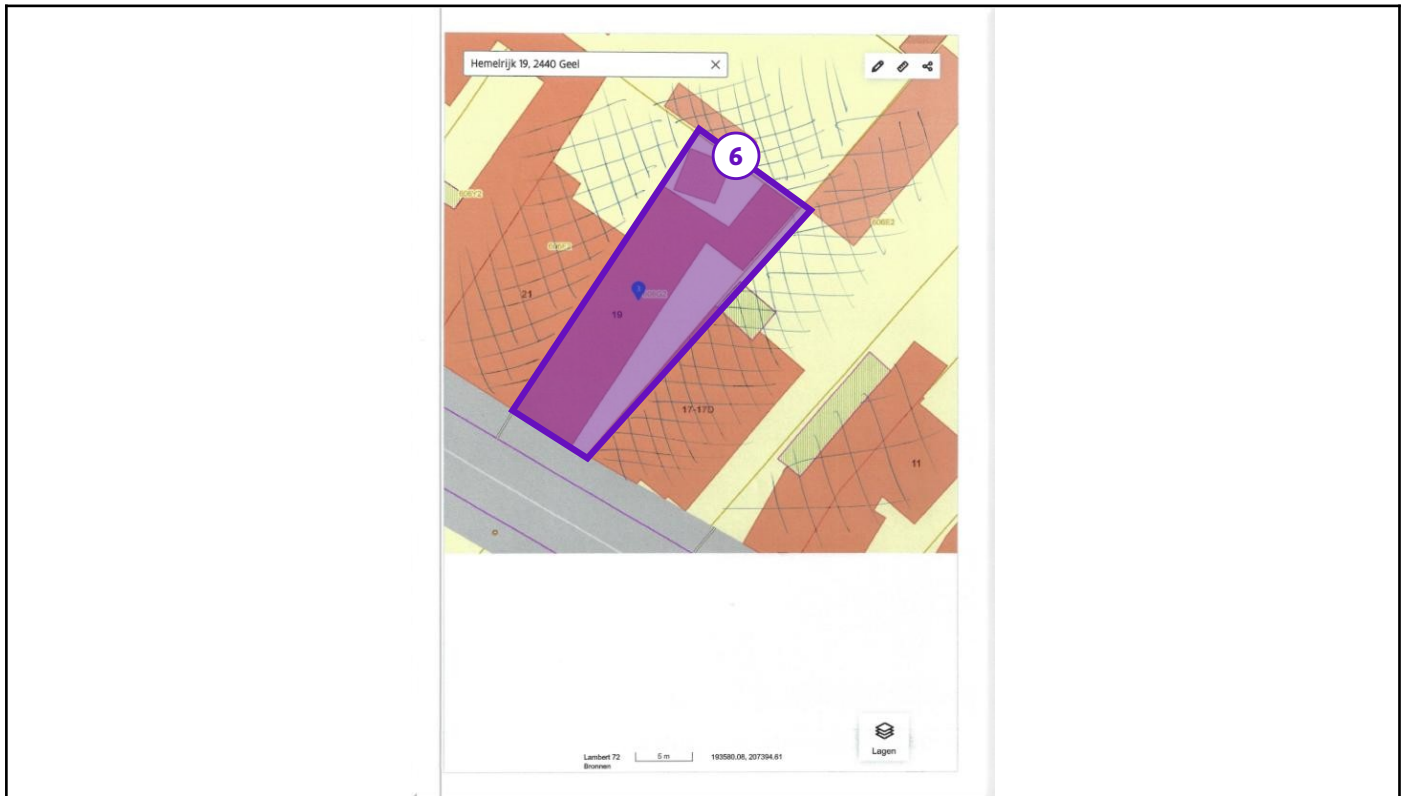 Hemelrijk 19, 2440 Geel
6
21
19
17-17D
11
Lambert 72
5 m
193580.08, 207394.61
Bronnen
Lagen